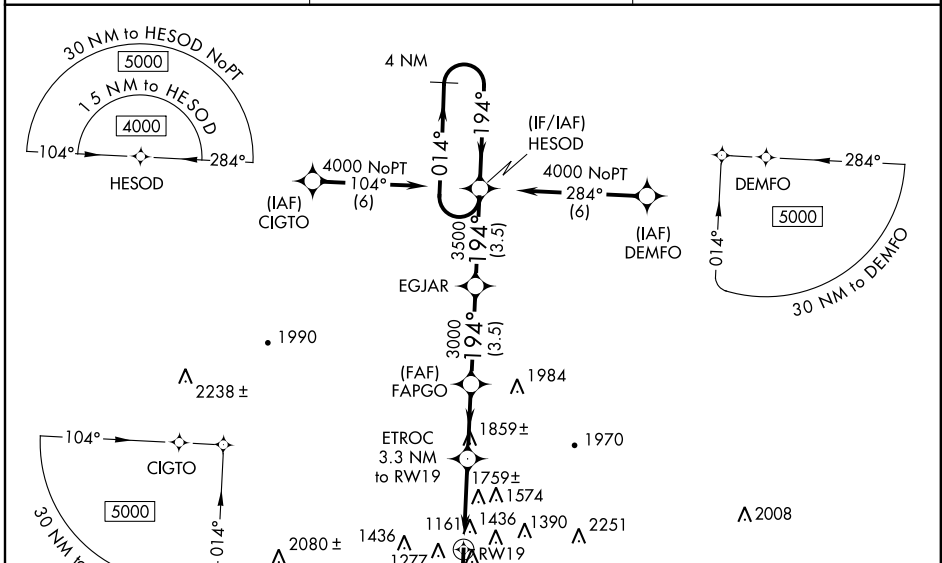 30 NM to HESOD NoPT
5000
15 NM to HESOD
4000
104°
284°
HESOD
4 NM
014°
194°
(IF/IAF)
HESOD
4000 NoPT
104°
(6)
(IAF)
CIGTO
4000 NoPT
284°
(6)
(IAF)
DEMFO
DEMFO
284°
5000
014°
30 NM to DEMFO
3500
194°
(3.5)
EGJAR
3000
194°
(3.5)
(FAF)
FAPGO
1990
2238 ±
1984
1859 ±
1970
ETROC
3.3 NM
to RW19
1759 ±
1574
104°
CIGTO
5000
014°
30 NM to
2080 ±
1436
1277
1161
1436
1390
2251
2008
RW19